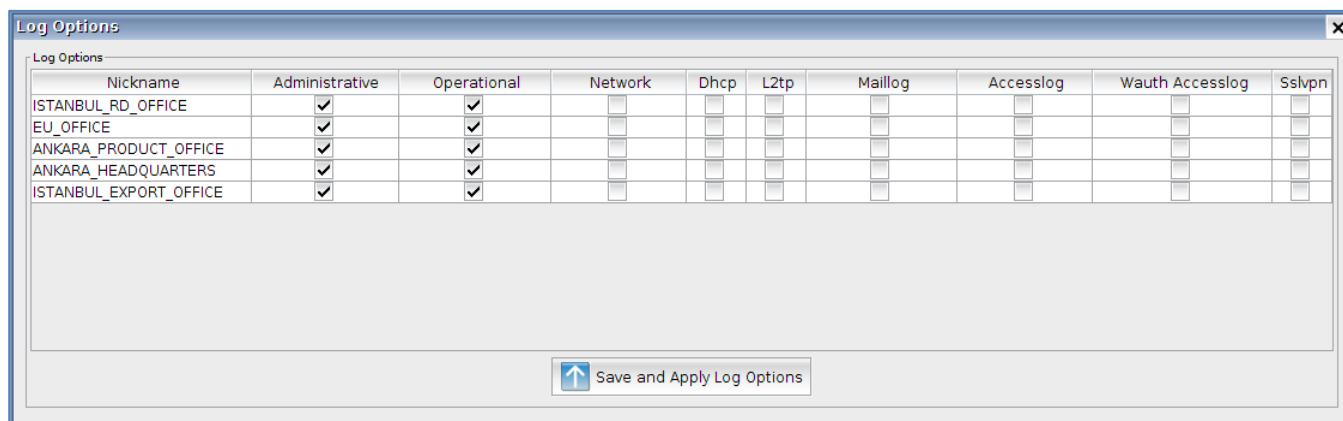 Log Options
Log Options
Nickname Administrative Operational Network Dhcp L2tp Maillog Accesslog Wauth Accesslog Sslvpn
ISTANBUL_RD_OFFICE
EU_OFFICE
ANKARA_PRODUCT_OFFICE
ANKARA_HEADQUARTERS
ISTANBUL_EXPORT_OFFICE
Save and Apply Log Options